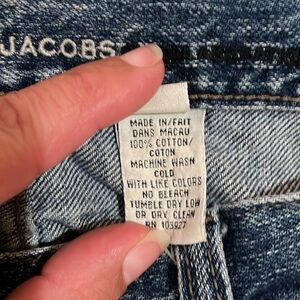 JACOBS
MADE IN/FAIT
DANS MACAU
100% COTTON/
COTON
MACHINE WASH
COLD
WITH LIKE COLORS
NO BLEACH
TUMBLE DRY LOW
OR DRY CLEAN
RN 103927